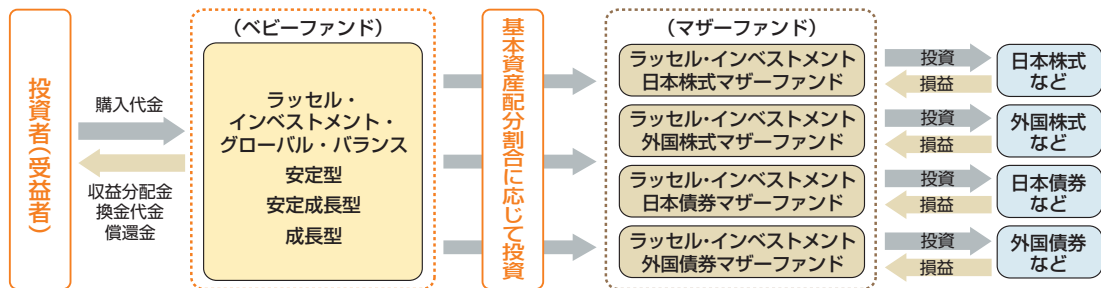 投資者(受益者)
購入代金
収益分配金
換金代金
償還金
(ベビーファンド)
ラッセル・
インベストメント・
グローバル・バランス
安定型
安定成長型
成長型
基本資産配分割合に応じて投資
(マザーファンド)
ラッセル・インベストメント
日本株式マザーファンド
投資
損益
日本株式
など
ラッセル・インベストメント
外国株式マザーファンド
投資
損益
外国株式
など
ラッセル・インベストメント
日本債券マザーファンド
投資
損益
日本債券
など
ラッセル・インベストメント
外国債券マザーファンド
投資
損益
外国債券
など